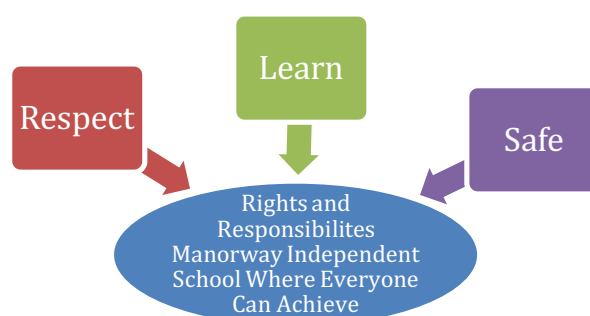 Learn
Respect
Safe
Rights and
Responsibilites
Manorway Independent
School Where Everyone
Can Achieve